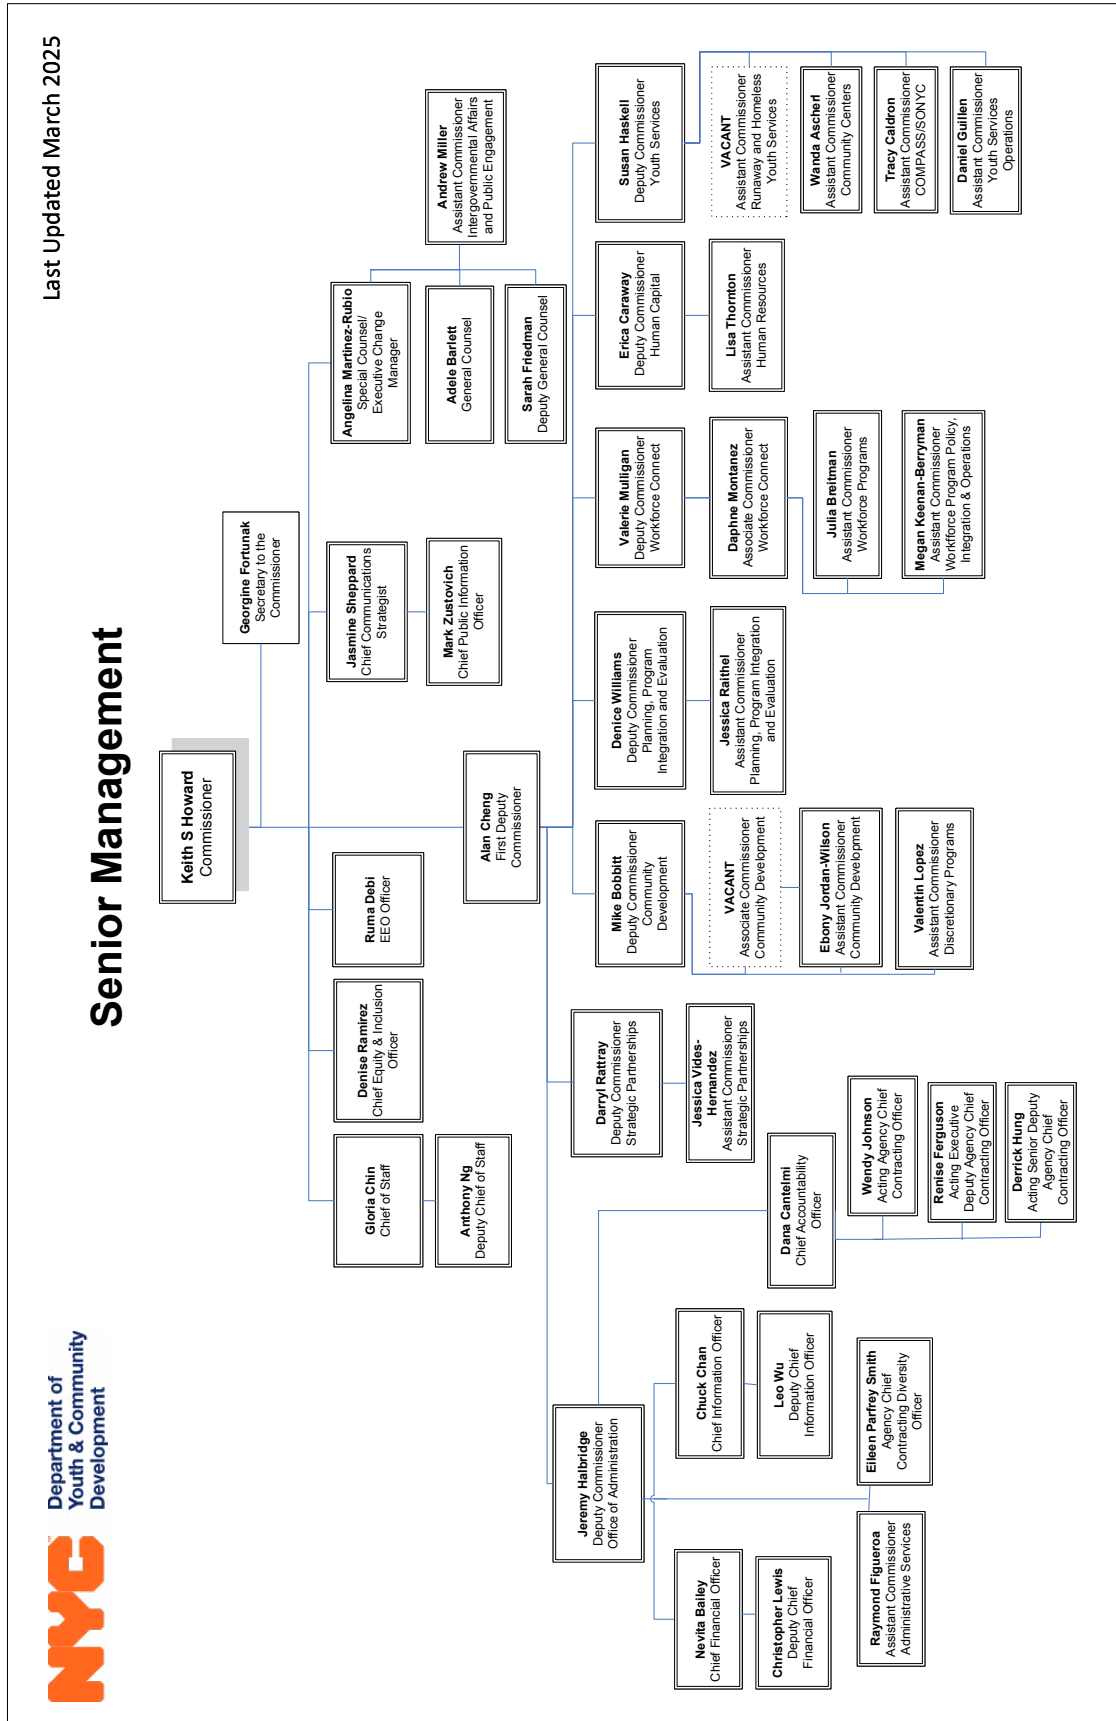 NYC
Department of
Youth & Community
Development
Last Updated March 2025
Senior Management
Keith S Howard
Commissioner
Georgine Fortunak
Secretary to the
Commissioner
Gloria Chin
Chief of Staff
Anthony Ng
Deputy Chief of Staff
Denise Ramirez
Chief Equity & Inclusion
Officer
Ruma Debi
EEO Officer
Jasmine Sheppard
Chief Communications
Strategist
Mark Zustovich
Chief Public Information
Officer
Angelina Martinez-Rubio
Special Counsel/
Executive Change
Manager
Adele Barlett
General Counsel
Sarah Friedman
Deputy General Counsel
Andrew Miller
Assistant Commissioner
Intergovernmental Affairs
and Public Engagement
Alan Cheng
First Deputy
Commissioner
Jeremy Halbridge
Deputy Commissioner
Office of Administration
Nevita Bailey
Chief Financial Officer
Christopher Lewis
Deputy Chief
Financial Officer
Chuck Chan
Chief Information Officer
Leo Wu
Deputy Chief
Information Officer
Raymond Figueroa
Assistant Commissioner
Administrative Services
Eileen Parfrey Smith
Agency Chief
Contracting Diversity
Officer
Dana Cantelmi
Chief Accountability
Officer
Wendy Johnson
Acting Agency Chief
Contracting Officer
Renise Ferguson
Acting Executive
Deputy Agency Chief
Contracting Officer
Derrick Hung
Acting Senior Deputy
Agency Chief
Contracting Officer
Darryl Rattray
Deputy Commissioner
Strategic Partnerships
Jessica Vides-
Hernandez
Assistant Commissioner
Strategic Partnerships
Mike Bobbitt
Deputy Commissioner
Community
Development
VACANT
Associate Commissioner
Community Development
Ebony Jordan-Wilson
Assistant Commissioner
Community Development
Valentin Lopez
Assistant Commissioner
Discretionary Programs
Denice Williams
Deputy Commissioner
Planning, Program
Integration and Evaluation
Jessica Raithel
Assistant Commissioner
Planning, Program Integration
and Evaluation
Valerie Mulligan
Deputy Commissioner
Workforce Connect
Daphne Montanez
Associate Commissioner
Workforce Connect
Julia Breitman
Assistant Commissioner
Workforce Programs
Megan Keenan-Berryman
Assistant Commissioner
Workfforce Program Policy,
Integration & Operations
Erica Caraway
Deputy Commissioner
Human Capital
Lisa Thornton
Assistant Commissioner
Human Resources
Susan Haskell
Deputy Commissioner
Youth Services
VACANT
Assistant Commissioner
Runaway and Homeless
Youth Services
Wanda Ascherl
Assistant Commissioner
Community Centers
Tracy Caldron
Assistant Commissioner
COMPASS/SONYC
Daniel Guillen
Assistant Commissioner
Youth Services
Operations